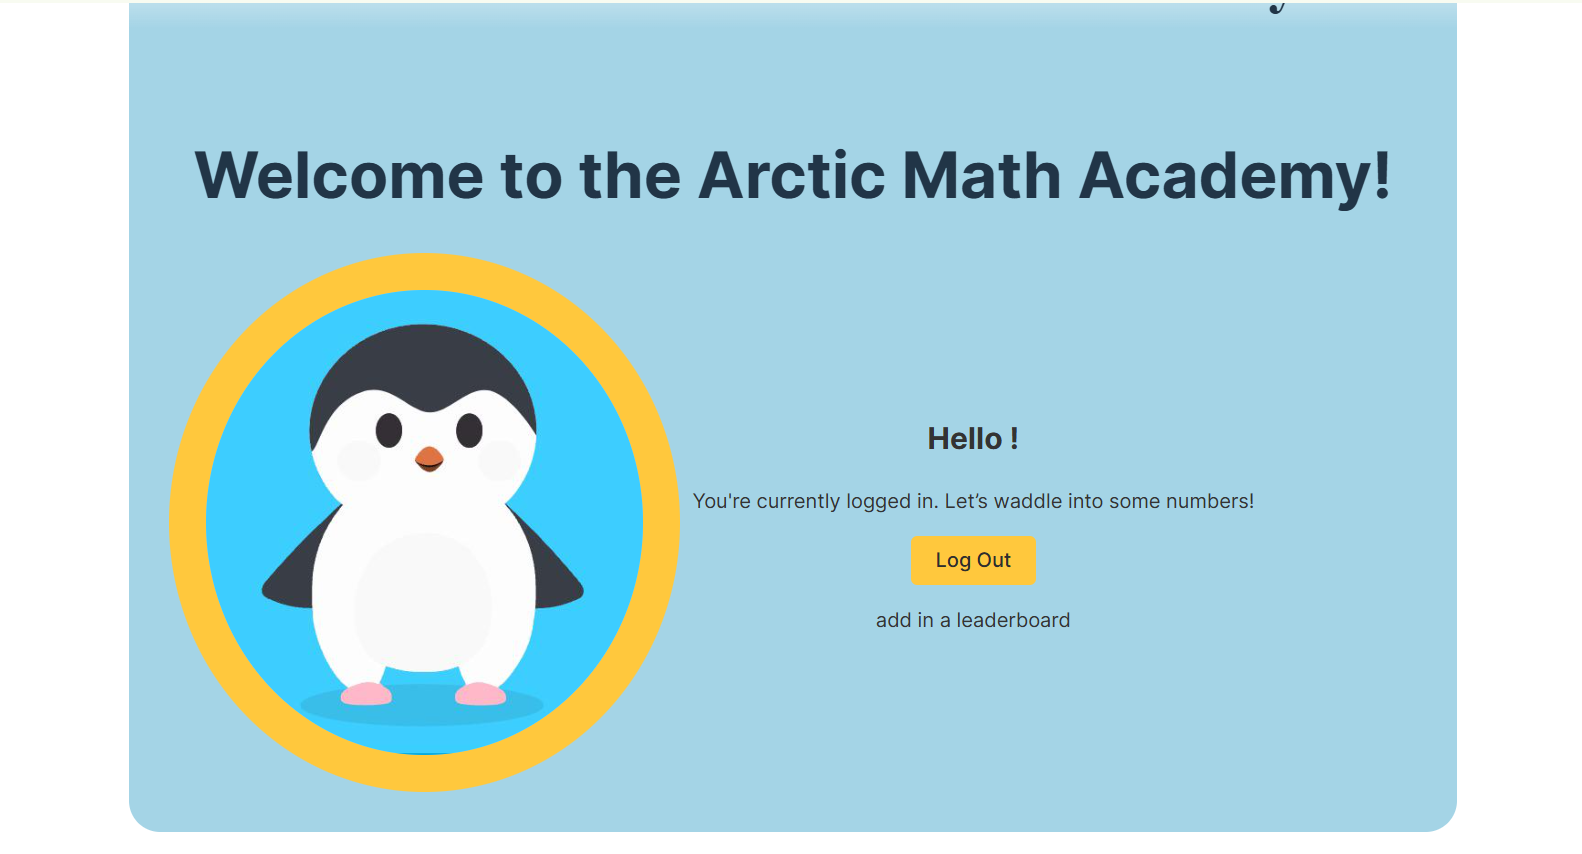 Welcome to the Arctic Math Academy!
Hello !
You're currently logged in. Let’s waddle into some numbers!
Log Out
add in a leaderboard